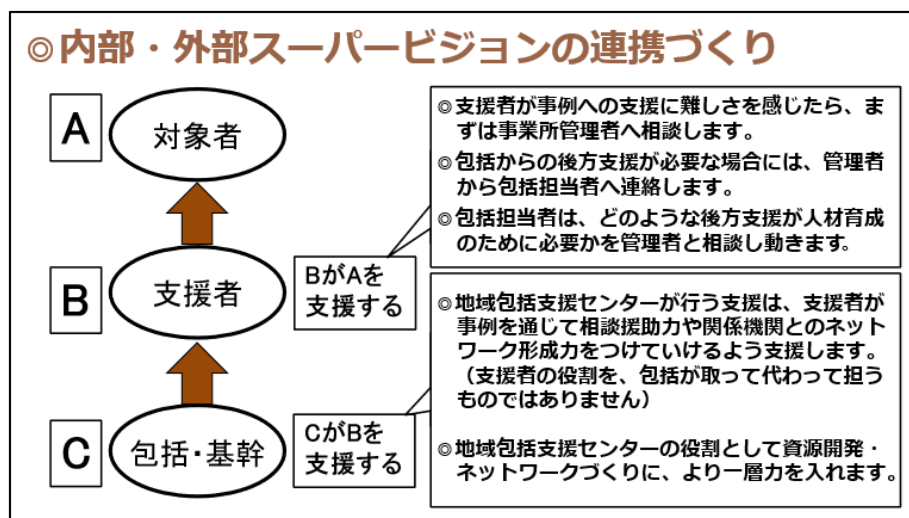 ◎内部・外部スーパービジョンの連携づくり
A
対象者
◎支援者が事例への支援に難しさを感じたら、ま
ずは事業所管理者へ相談します。
◎包括からの後方支援が必要な場合には、管理者
から包括担当者へ連絡します。
◎包括担当者は、どのような後方支援が人材育成
のために必要かを管理者と相談し動きます。
B
支援者
BがAを
支援する
◎地域包括支援センターが行う支援は、支援者が
事例を通じて相談援助力や関係機関とのネット
ワーク形成力をつけていけるよう支援します。
（支援者の役割を、包括が取って代わって担う
ものではありません）
◎地域包括支援センターの役割として資源開発・
ネットワークづくりに、より一層力を入れます。
C
包括・基幹
CがBを
支援する